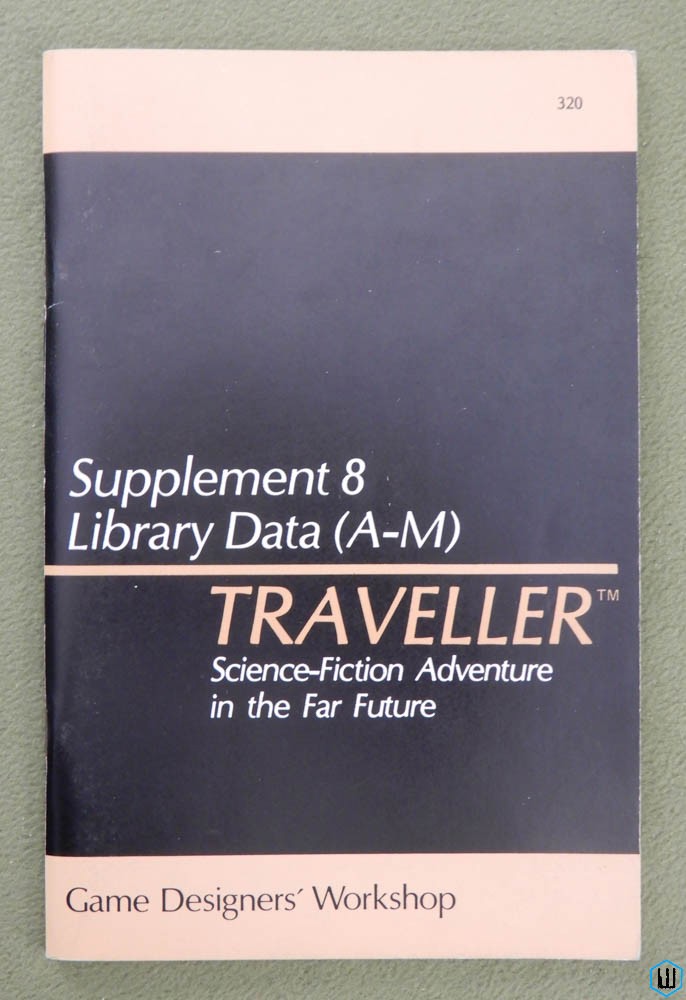 320
Supplement 8
Library Data (A-M)
TRAVELLER™
Science-Fiction Adventure
in the Far Future
Game Designers' Workshop